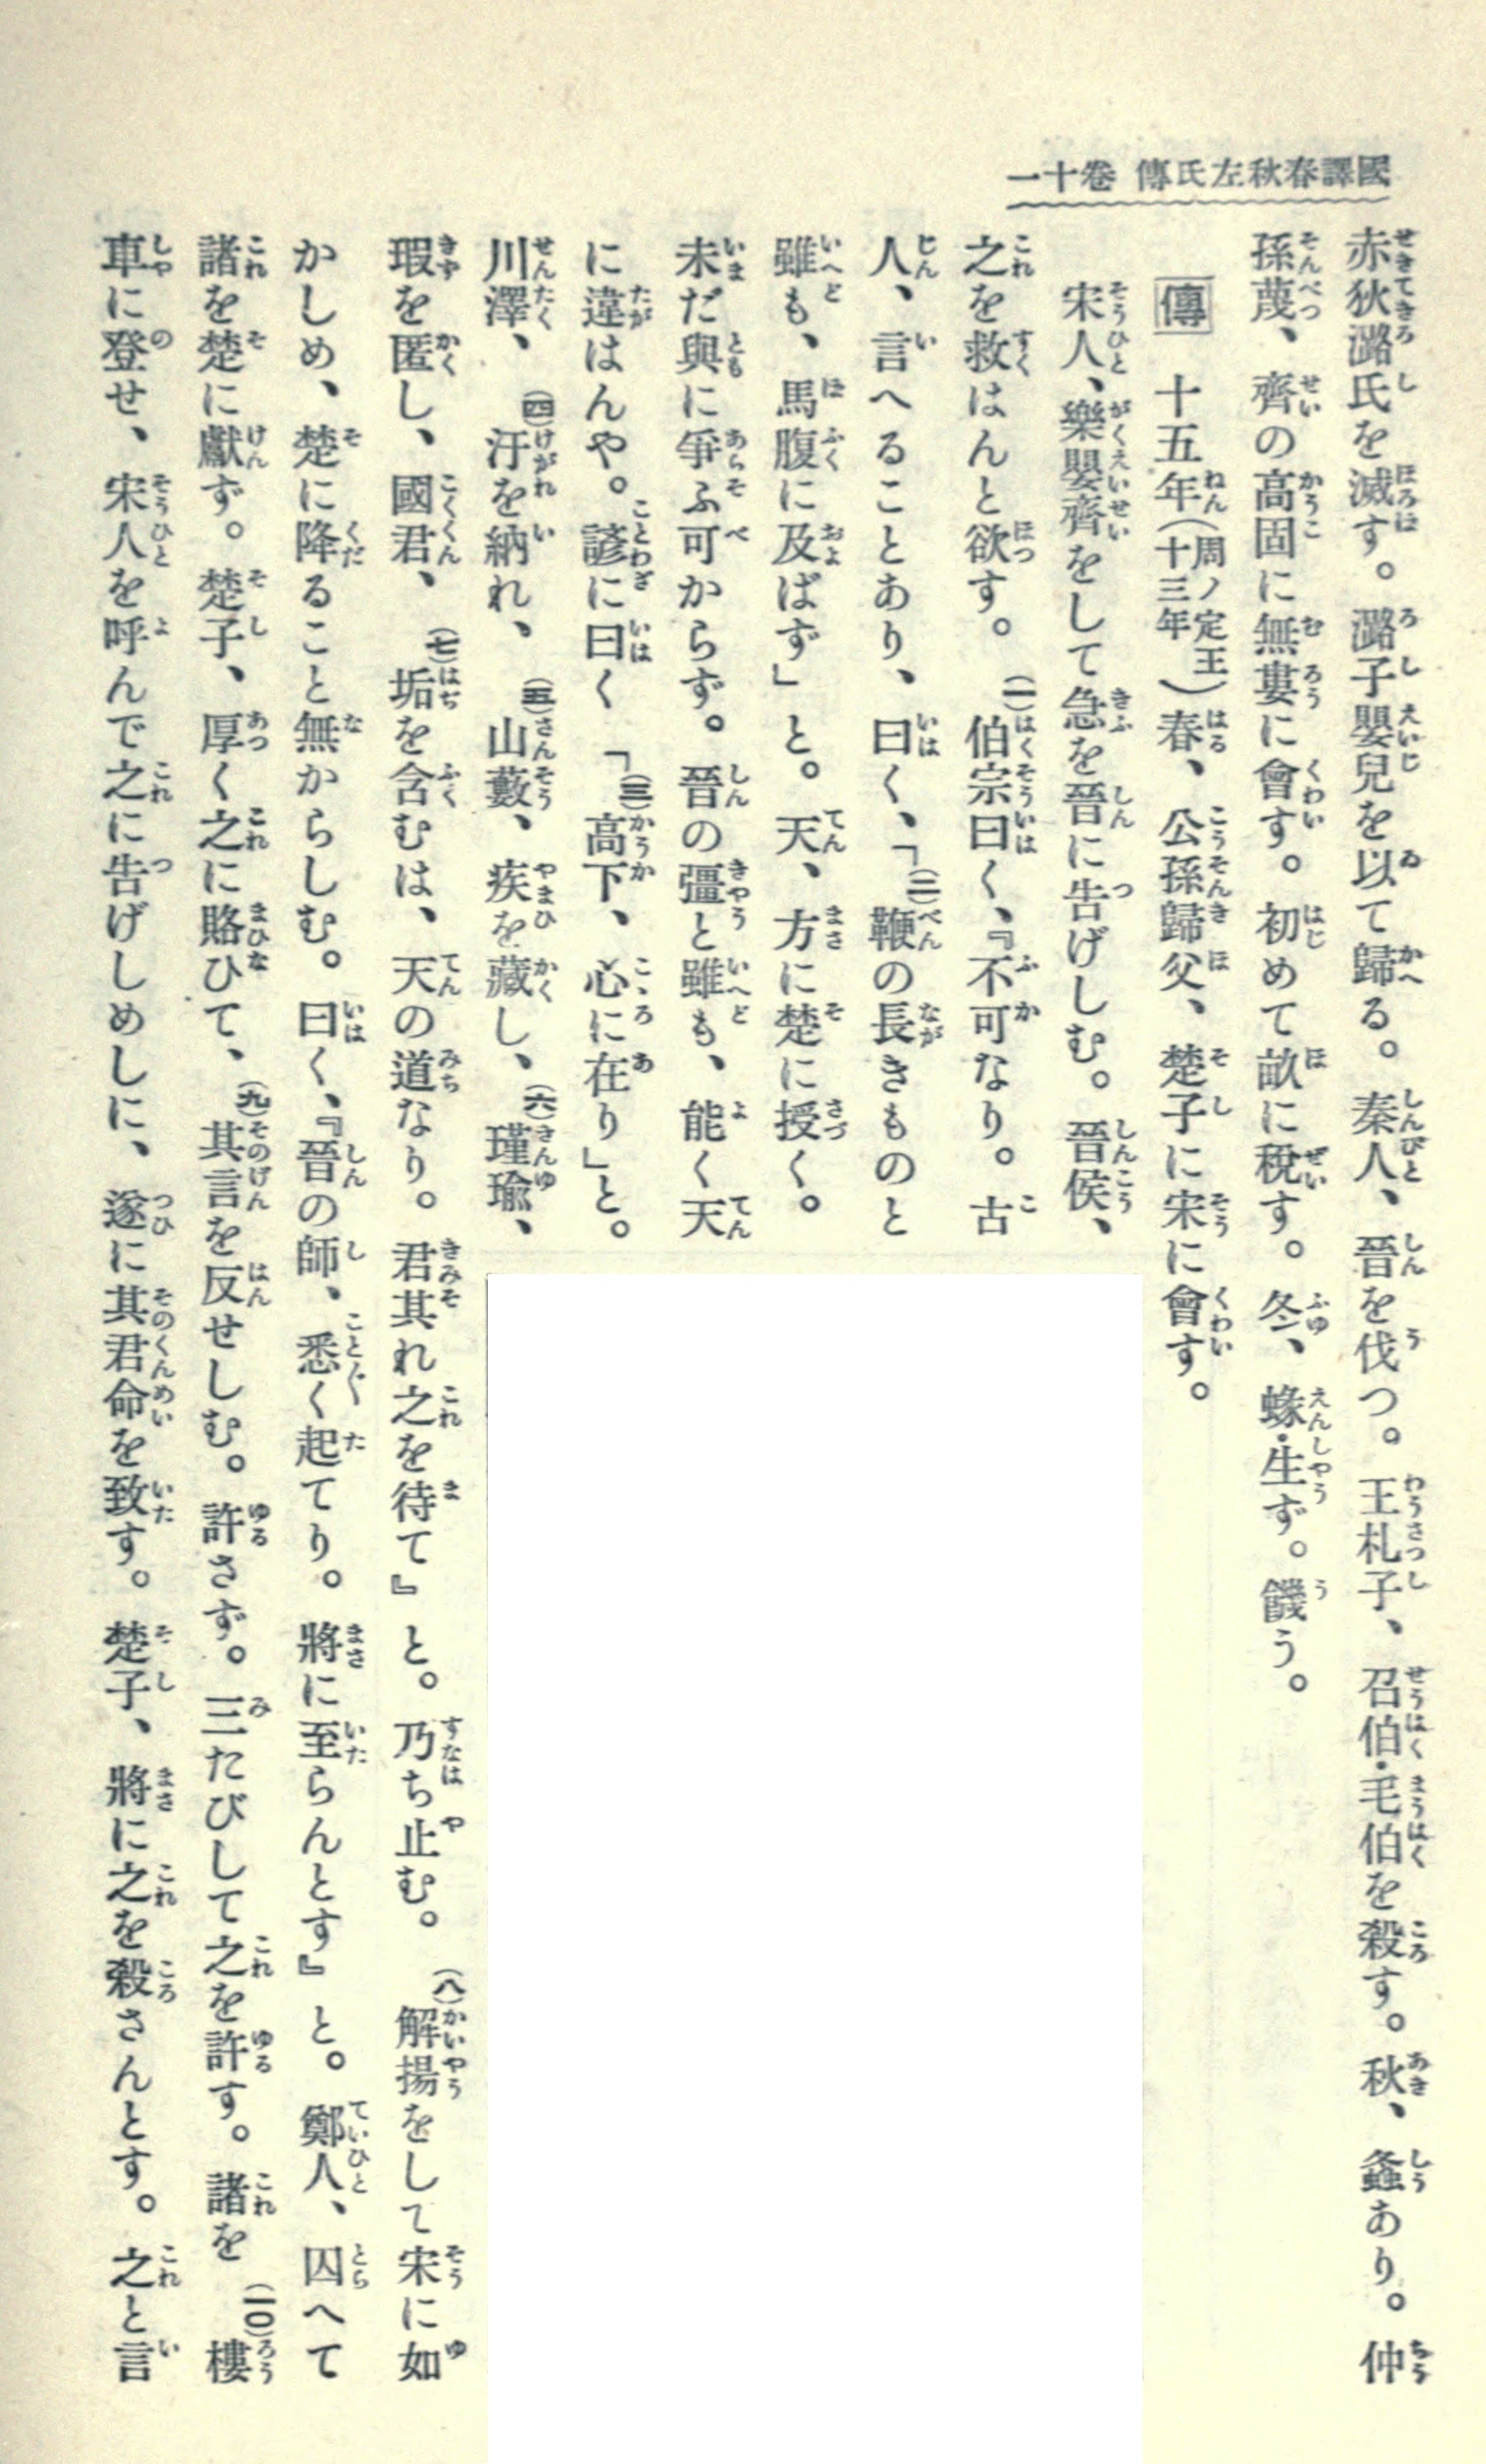 國譯春秋左氏傳 卷十一
赤狄潞氏を滅す。潞子嬰兒を以て歸る。秦人、晉を伐つ。王札子、召伯・毛伯を殺す。秋、螽あり。仲
孫蔑、齊の高固に無婁に會す。初めて畝に稅す。冬、蝝・生ず。饑う。
傳 十五年(周ノ定王十三年)春、公孫歸父、楚子に宋に會す。
宋人、樂嬰齊をして急を晉に告げしむ。晉侯、
之を救はんと欲す。(一)伯宗曰く、『不可なり。古
人、言へることあり、曰く、「(二)鞭の長きものと
雖も、馬腹に及ばず」と。天、方に楚に授く。
未だ與に爭ふ可からず。晉の彊と雖も、能く天
に違はんや。諺に曰く「(三)高下、心に在り」と。
川澤、(四)汙を納れ、(五)山藪、疾を藏し、(六)瑾瑜、
瑕を匿し、國君、(七)垢を含むは、天の道なり。君其れ之を待て』と。乃ち止む。(八)解揚をして宋に如
かしめ、楚に降ること無からしむ。曰く、『晉の師、悉く起てり。將に至らんとす』と。鄭人、囚へて
諸を楚に獻ず。楚子、厚く之に賂ひて、(九)其言を反せしむ。許さず。三たびして之を許す。諸を(一〇)樓
車に登せ、宋人を呼んで之に告げしめしに、遂に其君命を致す。楚子、將に之を殺さんとす。之と言